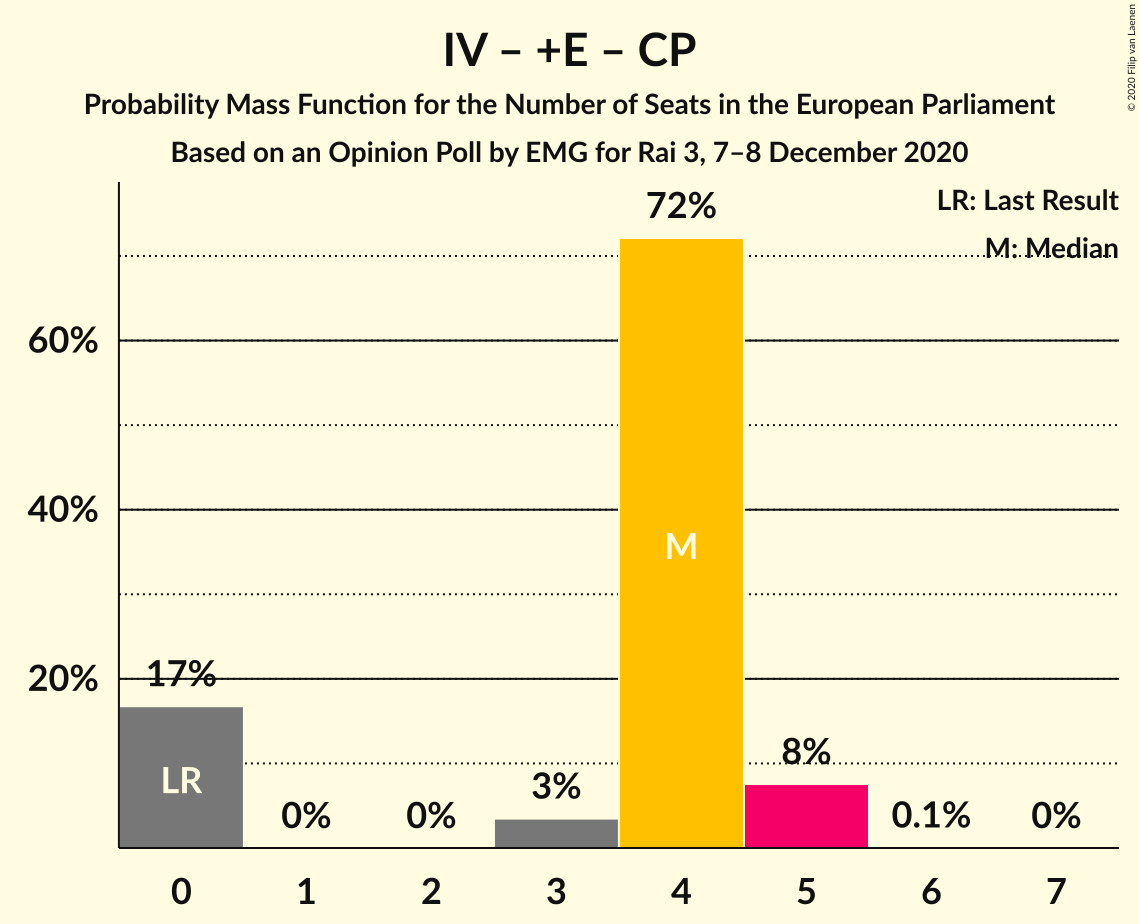 IV – +E – CP
Probability Mass Function for the Number of Seats in the European Parliament
Based on an Opinion Poll by EMG for Rai 3, 7–8 December 2020
© 2020 Filip van Laenen
LR: Last Result
M: Median
72%
60%
40%
M
20%
17%
LR
0%
0%
3%
8%
0.1%
0%
0
1
2
3
4
5
6
7